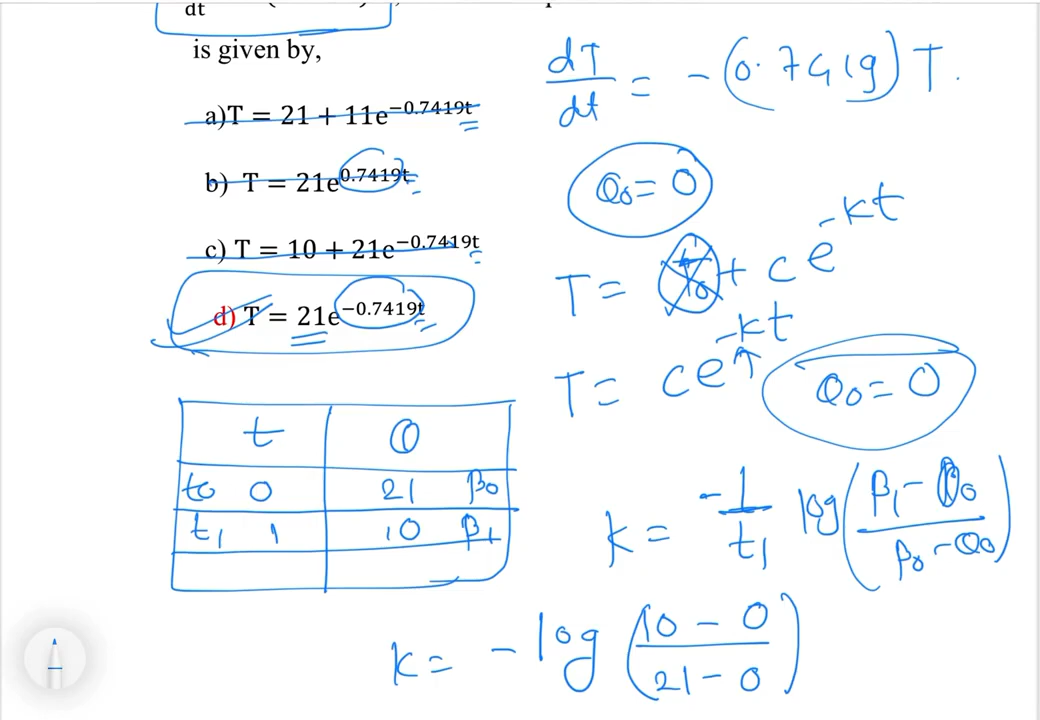 dt
is given by,
dT/dt = -(0.7419)T.
a)T = 21 + 11e^−0.7419t
b) T = 21e^0.7419t
θ0 = 0
c) T = 10 + 21e^−0.7419t
T = T0 + ce^-kt
d) T = 21e^−0.7419t
T = ce^-kt
θ0 = 0
t θ
t0 0 21 β0
t1 1 10 β1
k = -1/t1 log(β1-θ0/β0-θ0)
k = -log(10-0/21-0)